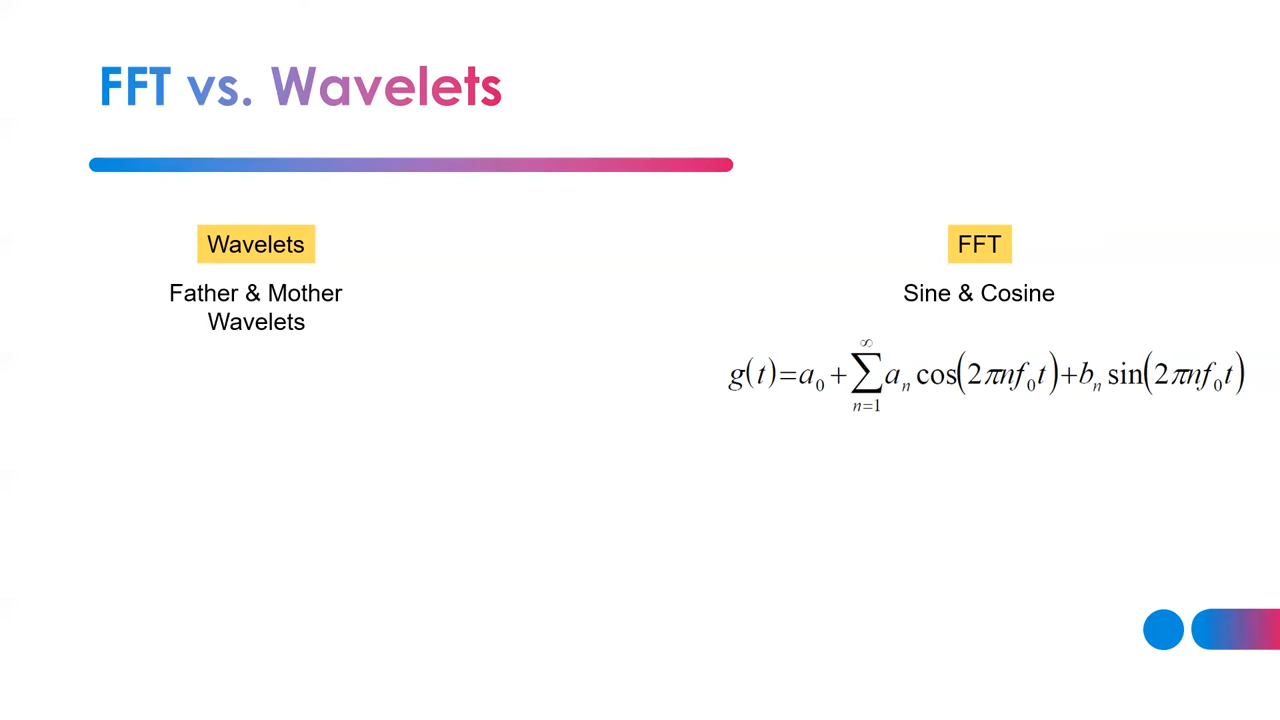 FFT vs. Wavelets
Wavelets
Father & Mother
Wavelets
FFT
Sine & Cosine
g(t)=a₀+∑ₙ₌₁^∞ aₙ cos(2πnf₀t)+bₙ sin(2πnf₀t)